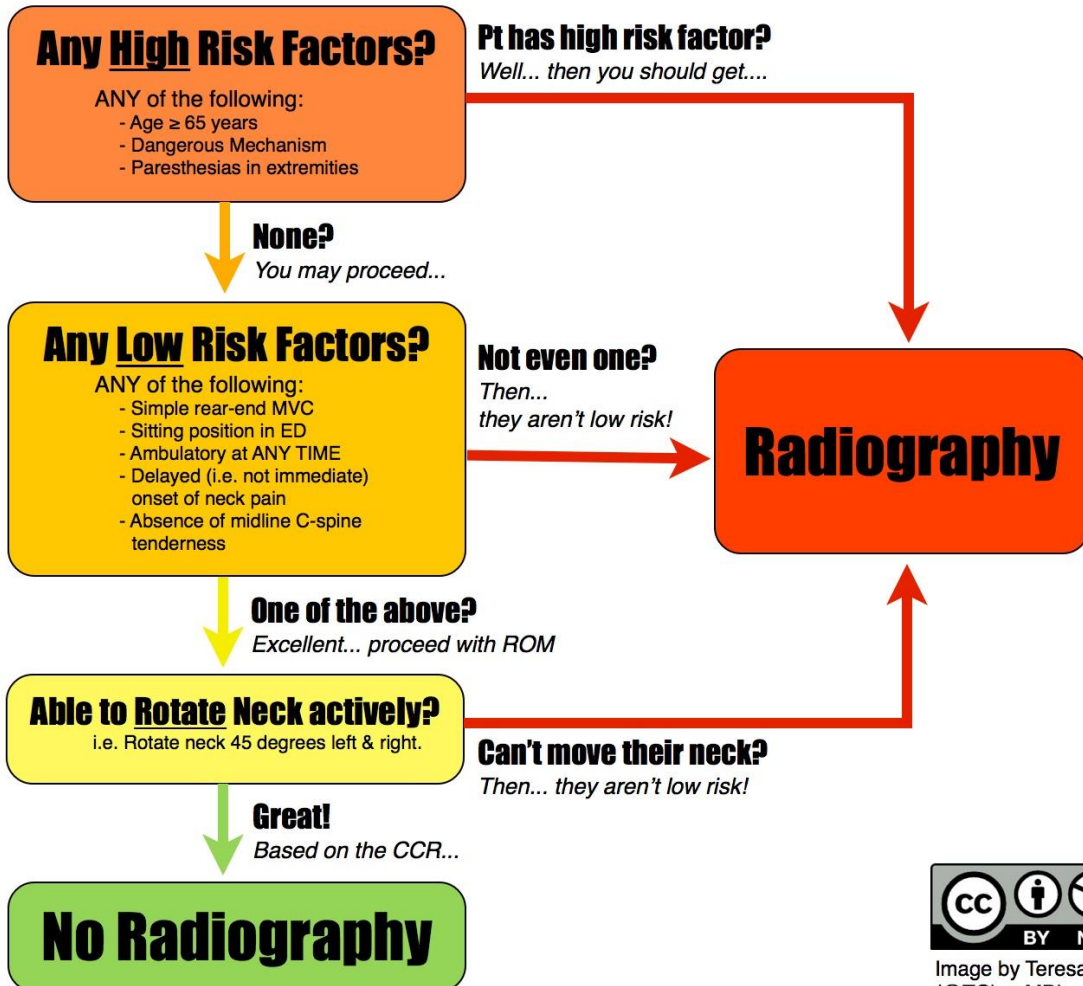 Any High Risk Factors?
ANY of the following:
- Age ≥ 65 years
- Dangerous Mechanism
- Paresthesias in extremities
Pt has high risk factor?
Well... then you should get....
None?
You may proceed...
Any Low Risk Factors?
ANY of the following:
- Simple rear-end MVC
- Sitting position in ED
- Ambulatory at ANY TIME
- Delayed (i.e. not immediate)
onset of neck pain
- Absence of midline C-spine
tenderness
Not even one?
Then...
they aren't low risk!
Radiography
One of the above?
Excellent... proceed with ROM
Able to Rotate Neck actively?
i.e. Rotate neck 45 degrees left & right.
Can't move their neck?
Then... they aren't low risk!
Great!
Based on the CCR...
No Radiography
cc
BY
Image by Teresa